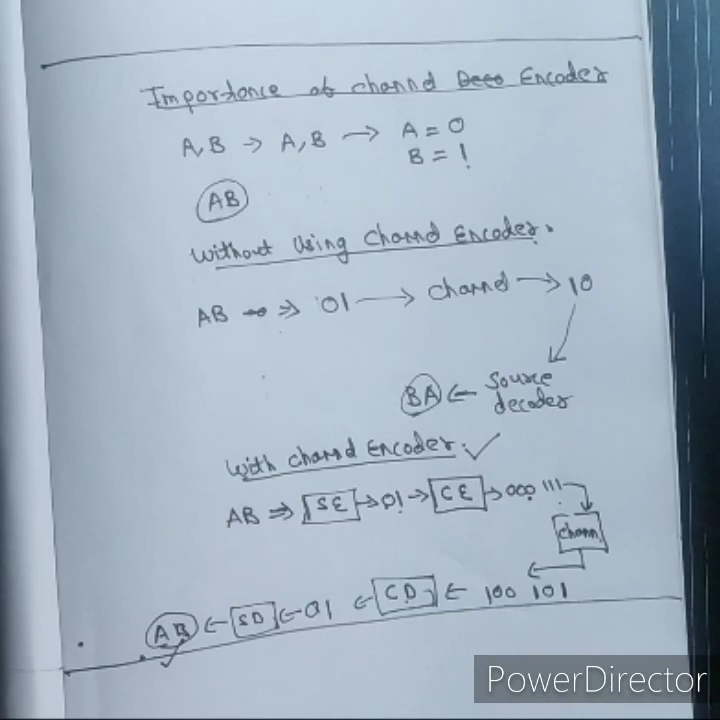 Importance of channel Encoder
A, B → A, B → A = 0
B = 1
AB
Without Using Channel Encoder.
AB ⇒ 01 → channel → 10
BA ← Source decoder
With channel Encoder. ✓
AB ⇒ SE → 01 → CE → 000 111
Chann
AB ← SD ← 01 ← CD ← 100 101
PowerDirector